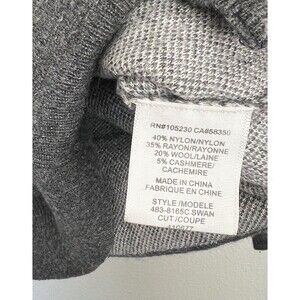 RN#105230 CA#58350
40% NYLON/NYLON
35% RAYON/RAYONNE
20% WOOL/LAINE
5% CASHMERE/
CACHEMIRE
MADE IN CHINA
FABRIQUE EN CHINE
STYLE/MODELE
483-8165C SWAN
CUT/COUPE